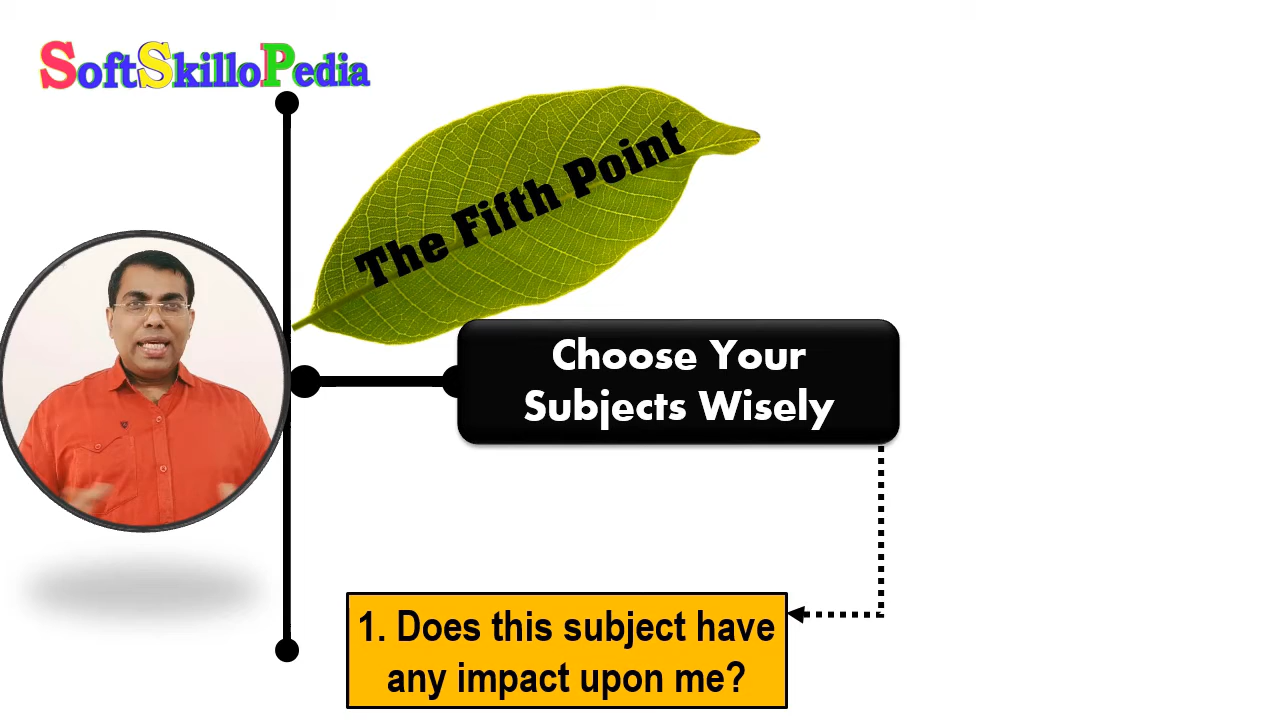 SoftSkilloPedia
The Fifth Point
Choose Your
Subjects Wisely
1. Does this subject have
any impact upon me?